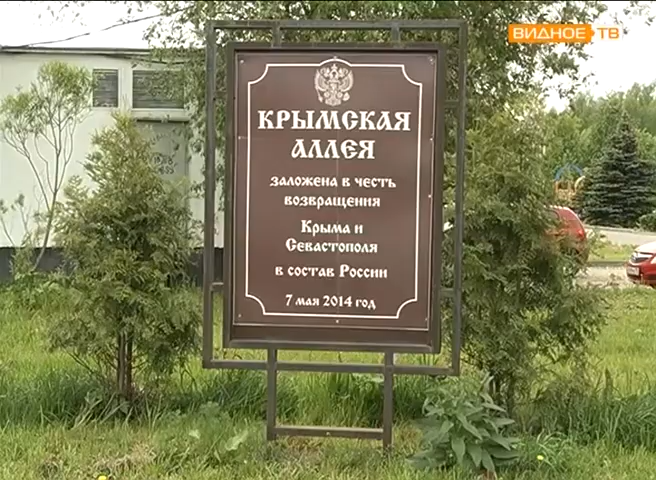 ВИДНОЕ ТВ
КРЫМСКАЯ
АЛЛЕЯ
ЗАЛОЖЕНА В ЧЕСТЬ
ВОЗВРАЩЕНИЯ
КРЫМА И
СЕВАСТОПОЛЯ
В СОСТАВ РОССИИ
7 МАЯ 2014 ГОД